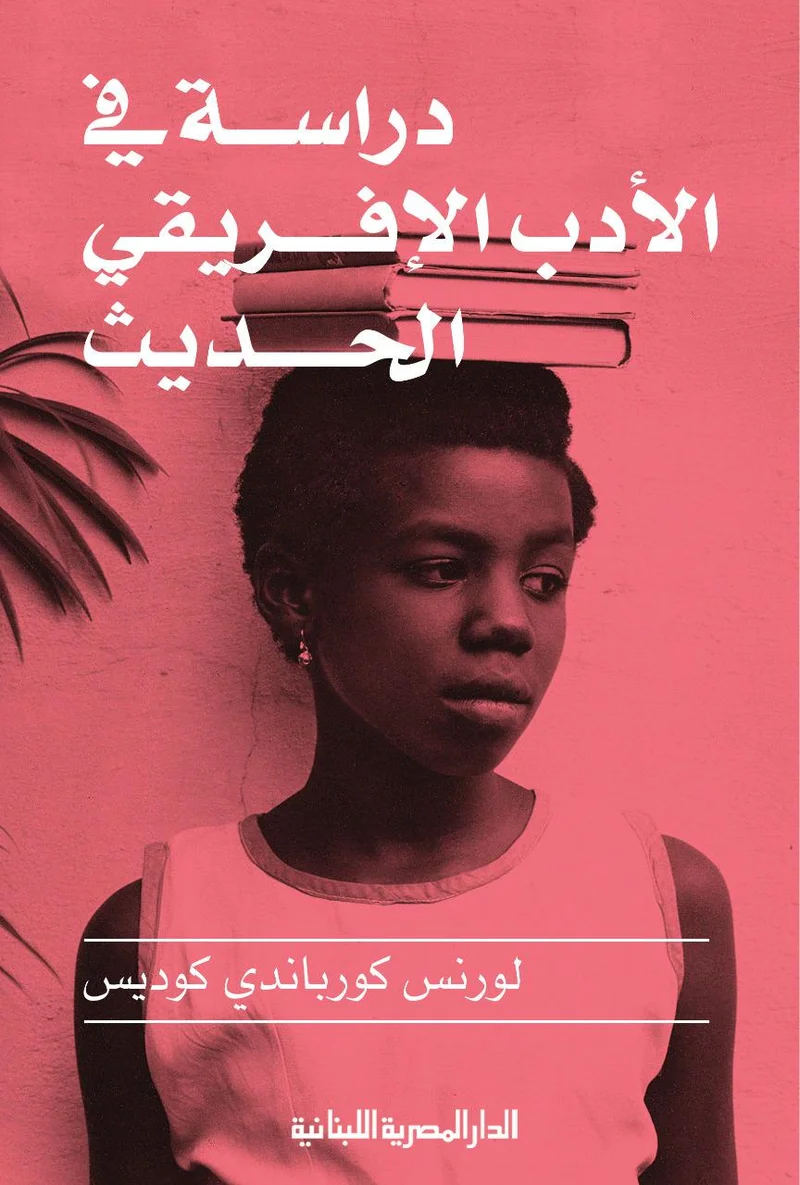 دراسة في
الأدب الإفريقي
الحديث
لورنس كورباندي كوديس
الدار المصرية اللبنانية